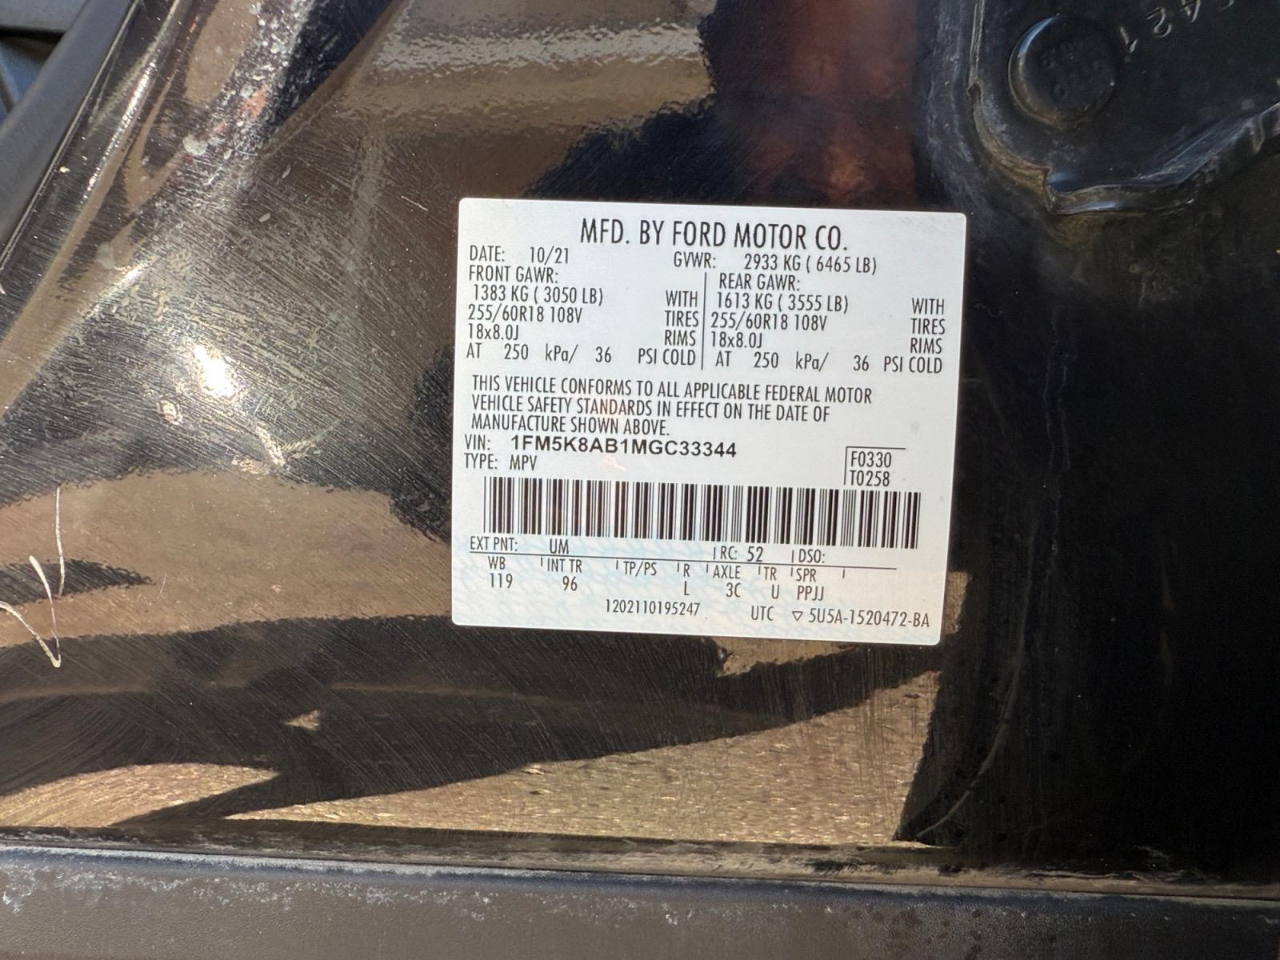 MFD. BY FORD MOTOR CO.
DATE: 10/21 GVWR: 2933 KG ( 6465 LB)
FRONT GAWR: REAR GAWR:
1383 KG ( 3050 LB) WITH 1613 KG ( 3555 LB) WITH
255/60R18 108V TIRES 255/60R18 108V TIRES
18x8.0J RIMS 18x8.0J RIMS
AT 250 kPa/ 36 PSI COLD AT 250 kPa/ 36 PSI COLD
THIS VEHICLE CONFORMS TO ALL APPLICABLE FEDERAL MOTOR
VEHICLE SAFETY STANDARDS IN EFFECT ON THE DATE OF
MANUFACTURE SHOWN ABOVE.
VIN: 1FM5K8AB1MGC33344
TYPE: MPV
F0330
T0258
EXT PNT: UM RC: 52 DSO:
WB INT TR TP/PS R AXLE TR SPR
119 96 L 3C U PPJJ
1202110195247 UTC ▽ 5U5A-1520472-BA